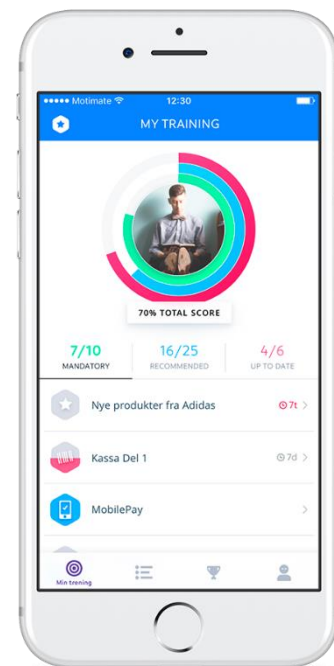 Motimate 12:30
MY TRAINING
70% TOTAL SCORE
7/10 16/25 4/6
MANDATORY RECOMMENDED UP TO DATE
Nye produkter fra Adidas 7t
Kassa Del 1 7d
MobilePay
Min trening